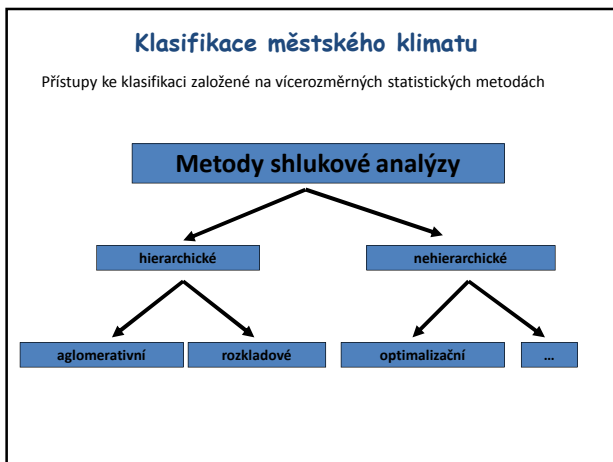 Klasifikace městského klimatu
Přístupy ke klasifikaci založené na vícerozměrných statistických metodách
Metody shlukové analýzy
hierarchické
nehierarchické
aglomerativní
rozkladové
optimalizační
...